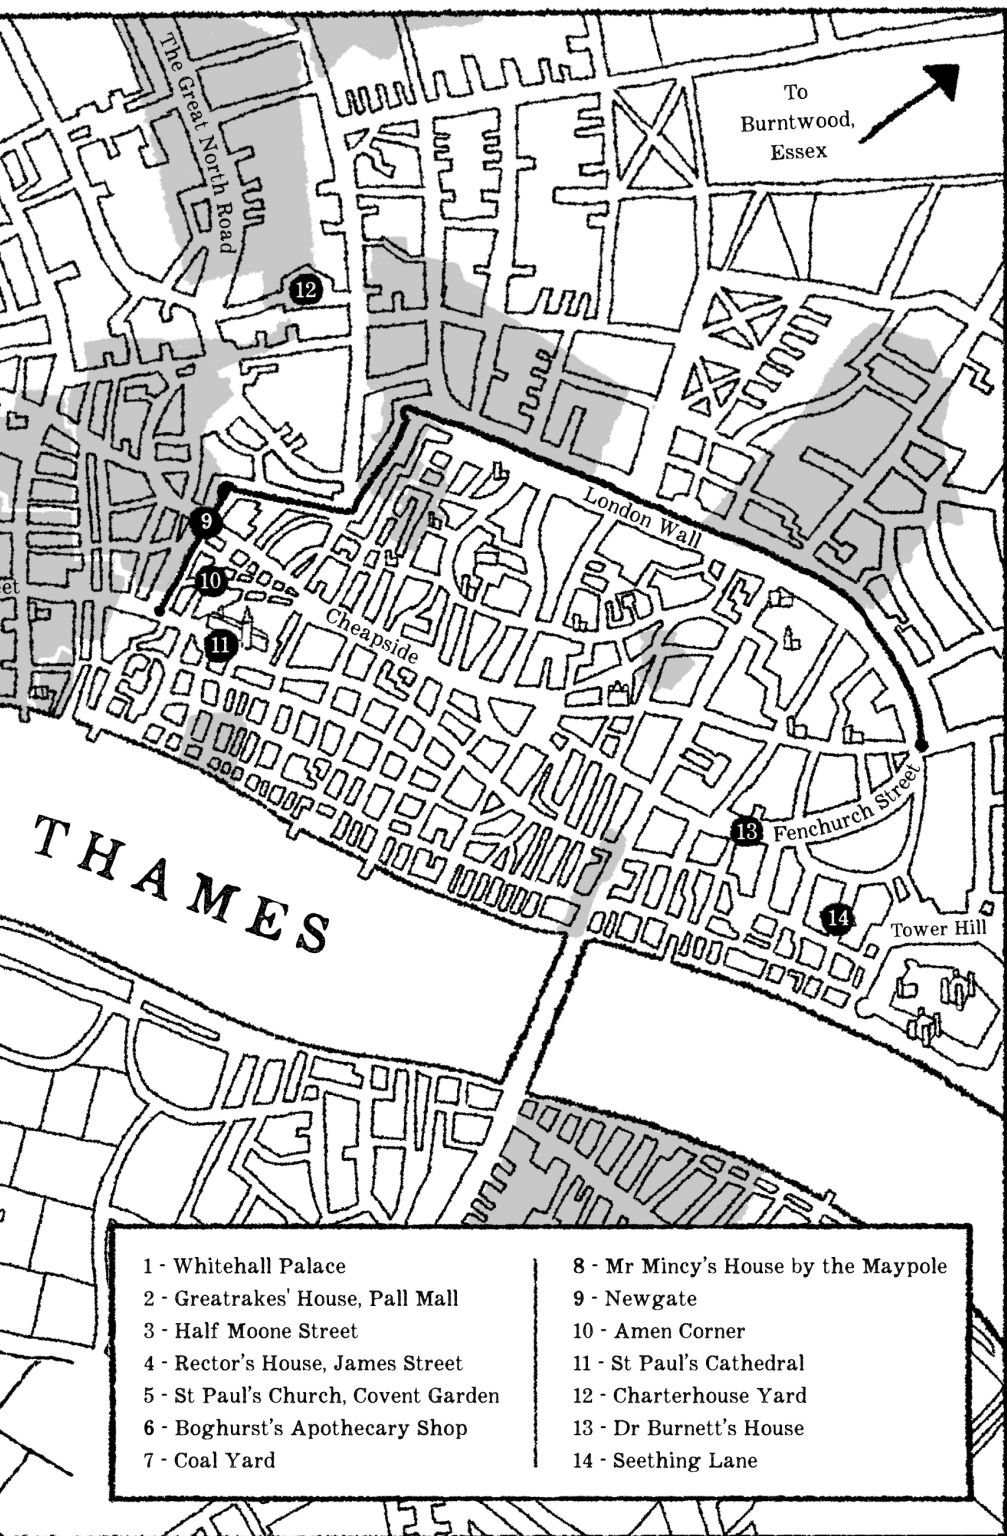 The Great North Road
To
Burntwood,
Essex
12
London Wall
9
10
Cheapside
11
et
Fenchurch Street
13
14
Tower Hill
THAMES
1 - Whitehall Palace
2 - Greatrakes' House, Pall Mall
3 - Half Moone Street
4 - Rector's House, James Street
5 - St Paul's Church, Covent Garden
6 - Boghurst's Apothecary Shop
7 - Coal Yard
8 - Mr Mincy's House by the Maypole
9 - Newgate
10 - Amen Corner
11 - St Paul's Cathedral
12 - Charterhouse Yard
13 - Dr Burnett's House
14 - Seething Lane